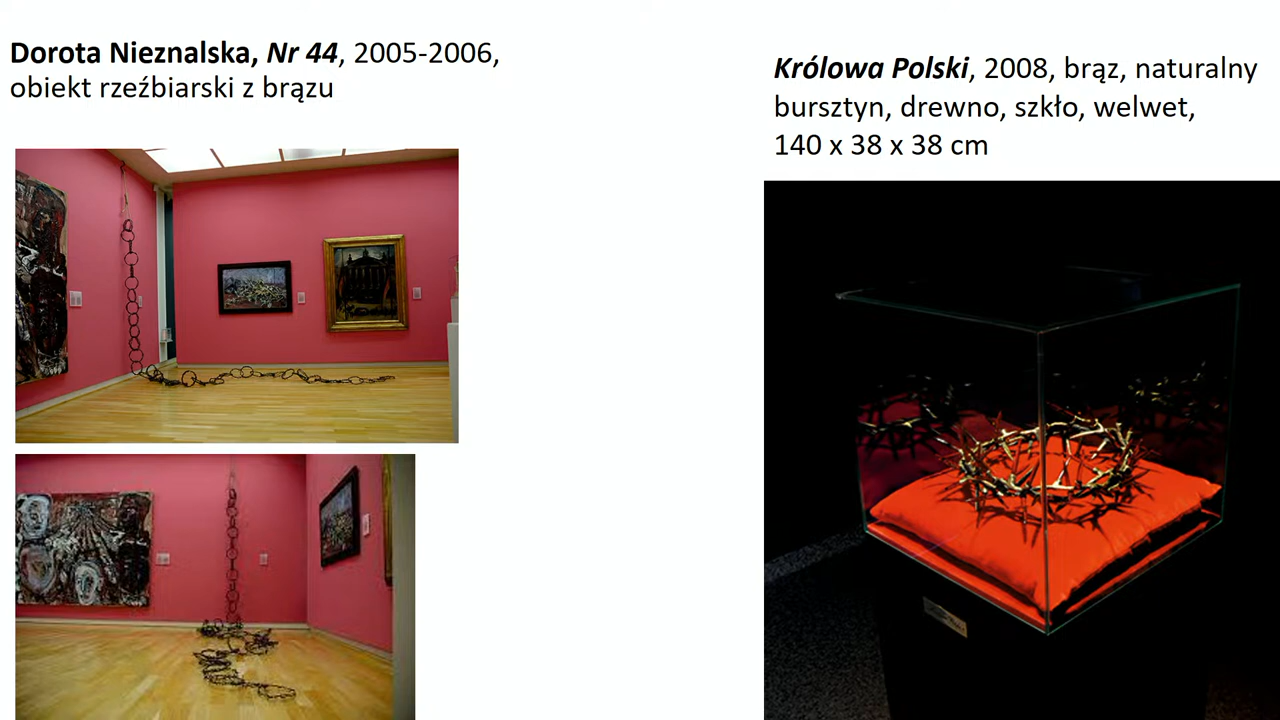 Dorota Nieznalska, Nr 44, 2005-2006,
obiekt rzeźbiarski z brązu
Królowa Polski, 2008, brąz, naturalny
bursztyn, drewno, szkło, welwet,
140 x 38 x 38 cm